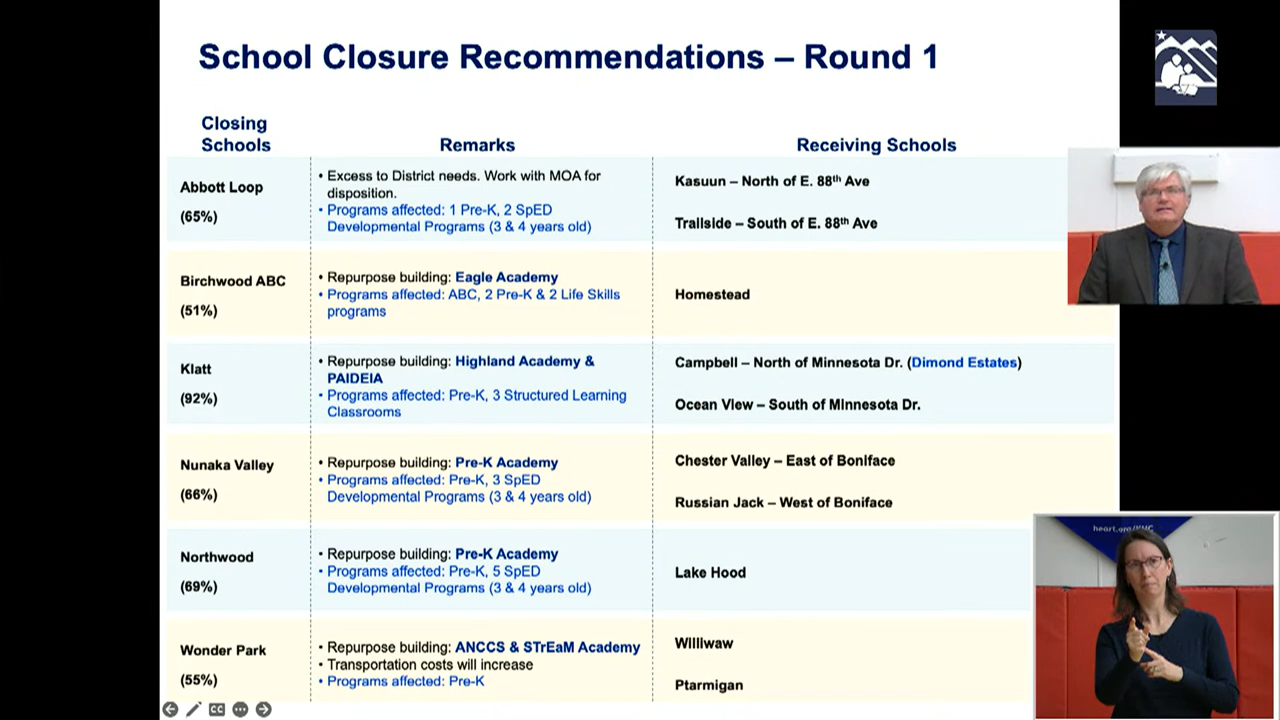 School Closure Recommendations – Round 1
Closing
Schools
Remarks
Receiving Schools
Abbott Loop
(65%)
• Excess to District needs. Work with MOA for
disposition.
• Programs affected: 1 Pre-K, 2 SpED
Developmental Programs (3 & 4 years old)
Kasuun – North of E. 88th Ave
Trailside – South of E. 88th Ave
Birchwood ABC
(51%)
• Repurpose building: Eagle Academy
• Programs affected: ABC, 2 Pre-K & 2 Life Skills
programs
Homestead
Klatt
(92%)
• Repurpose building: Highland Academy &
PAIDEIA
• Programs affected: Pre-K, 3 Structured Learning
Classrooms
Campbell – North of Minnesota Dr. (Dimond Estates)
Ocean View – South of Minnesota Dr.
Nunaka Valley
(66%)
• Repurpose building: Pre-K Academy
• Programs affected: Pre-K, 3 SpED
Developmental Programs (3 & 4 years old)
Chester Valley – East of Boniface
Russian Jack – West of Boniface
Northwood
(69%)
• Repurpose building: Pre-K Academy
• Programs affected: Pre-K, 5 SpED
Developmental Programs (3 & 4 years old)
Lake Hood
Wonder Park
(55%)
• Repurpose building: ANCCS & STrEaM Academy
• Transportation costs will increase
• Programs affected: Pre-K
Williwaw
Ptarmigan
CC
heart.org/KHC